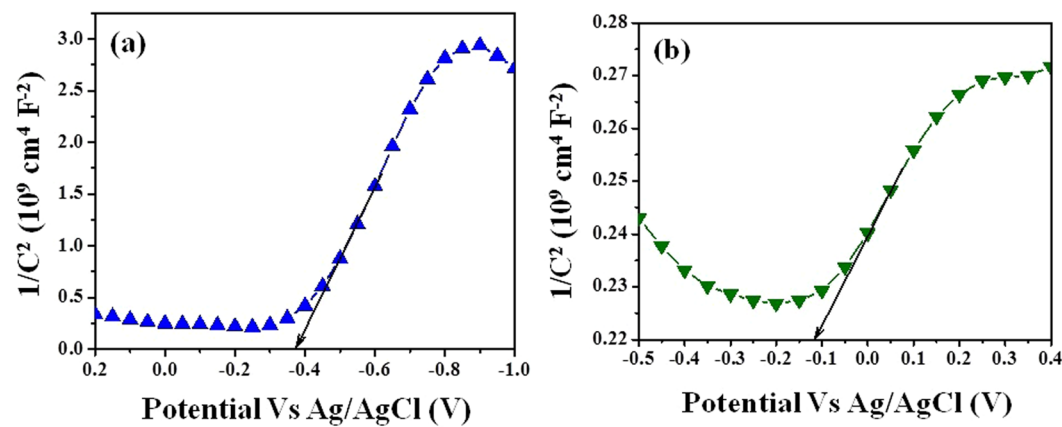 (a)
1/C² (10⁹ cm⁴ F⁻²)
3.0
2.5
2.0
1.5
1.0
0.5
0.0
0.2 0.0 -0.2 -0.4 -0.6 -0.8 -1.0
Potential Vs Ag/AgCl (V)
(b)
1/C² (10⁹ cm⁴ F⁻²)
0.28
0.27
0.26
0.25
0.24
0.23
0.22
-0.5 -0.4 -0.3 -0.2 -0.1 0.0 0.1 0.2 0.3 0.4
Potential Vs Ag/AgCl (V)